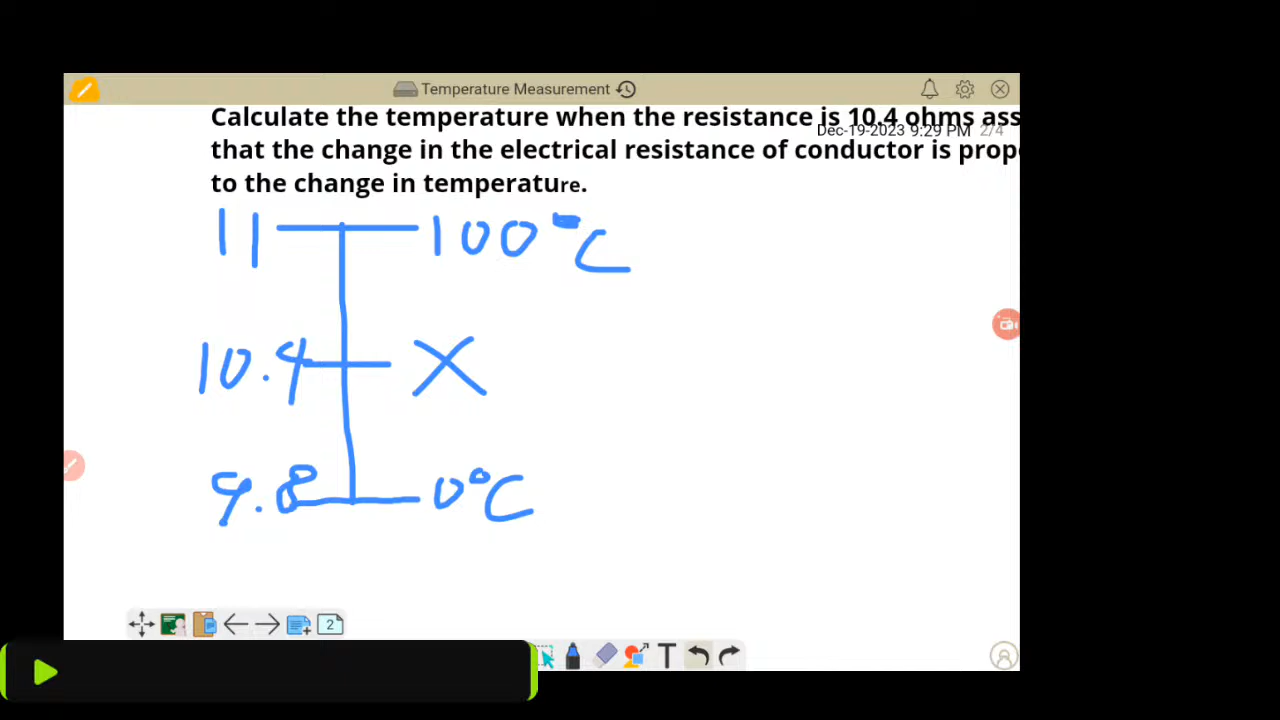 Temperature Measurement
Calculate the temperature when the resistance is 10.4 ohms ass
Dec-19-2023 9:29 PM 2/4
that the change in the electrical resistance of conductor is prop
to the change in temperature.
11 100°C
10.4 X
9.8 0°C
2
T